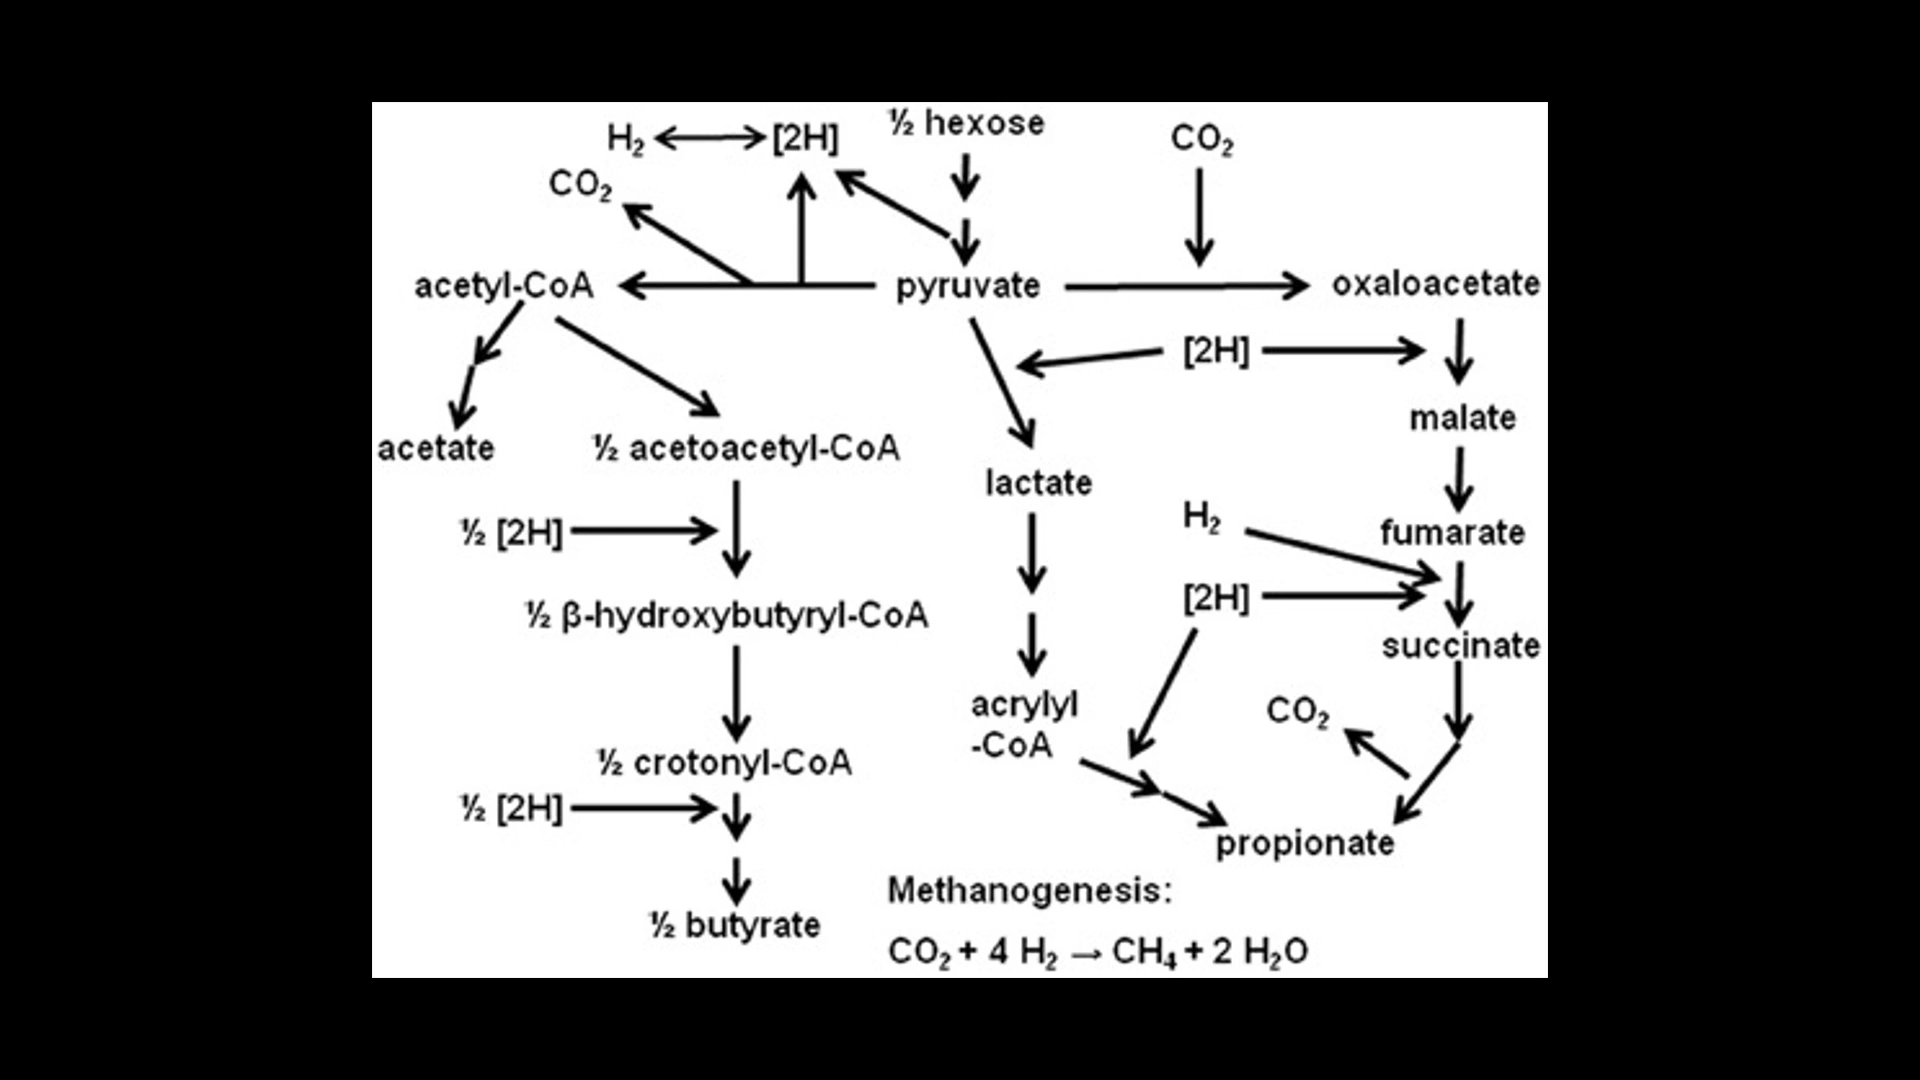 H₂
[2H]
½ hexose
CO₂
CO₂
acetyl-CoA
pyruvate
oxaloacetate
[2H]
malate
acetate
½ acetoacetyl-CoA
lactate
½ [2H]
H₂
fumarate
[2H]
½ β-hydroxybutyryl-CoA
succinate
acrylyl
-CoA
CO₂
½ crotonyl-CoA
½ [2H]
propionate
Methanogenesis:
½ butyrate
CO₂ + 4 H₂ → CH₄ + 2 H₂O